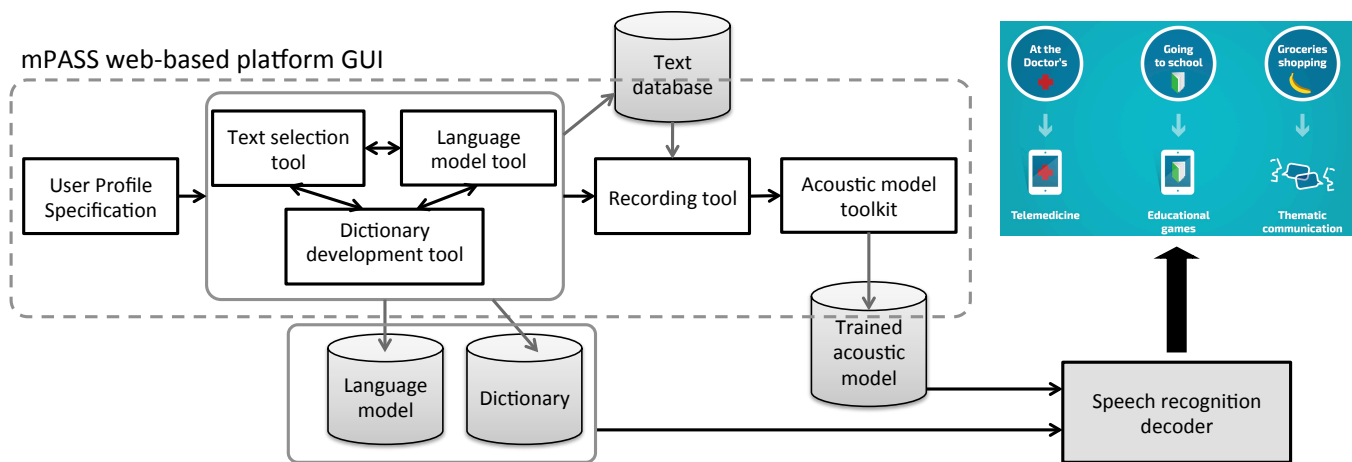 mPASS web-based platform GUI
Text
database
User Profile
Specification
Text selection
tool
Language
model tool
Dictionary
development tool
Recording tool
Acoustic model
toolkit
Language
model
Dictionary
Trained
acoustic
model
Speech recognition
decoder
At the
Doctor's
Going
to school
Groceries
shopping
Telemedicine
Educational
games
Thematic
communication